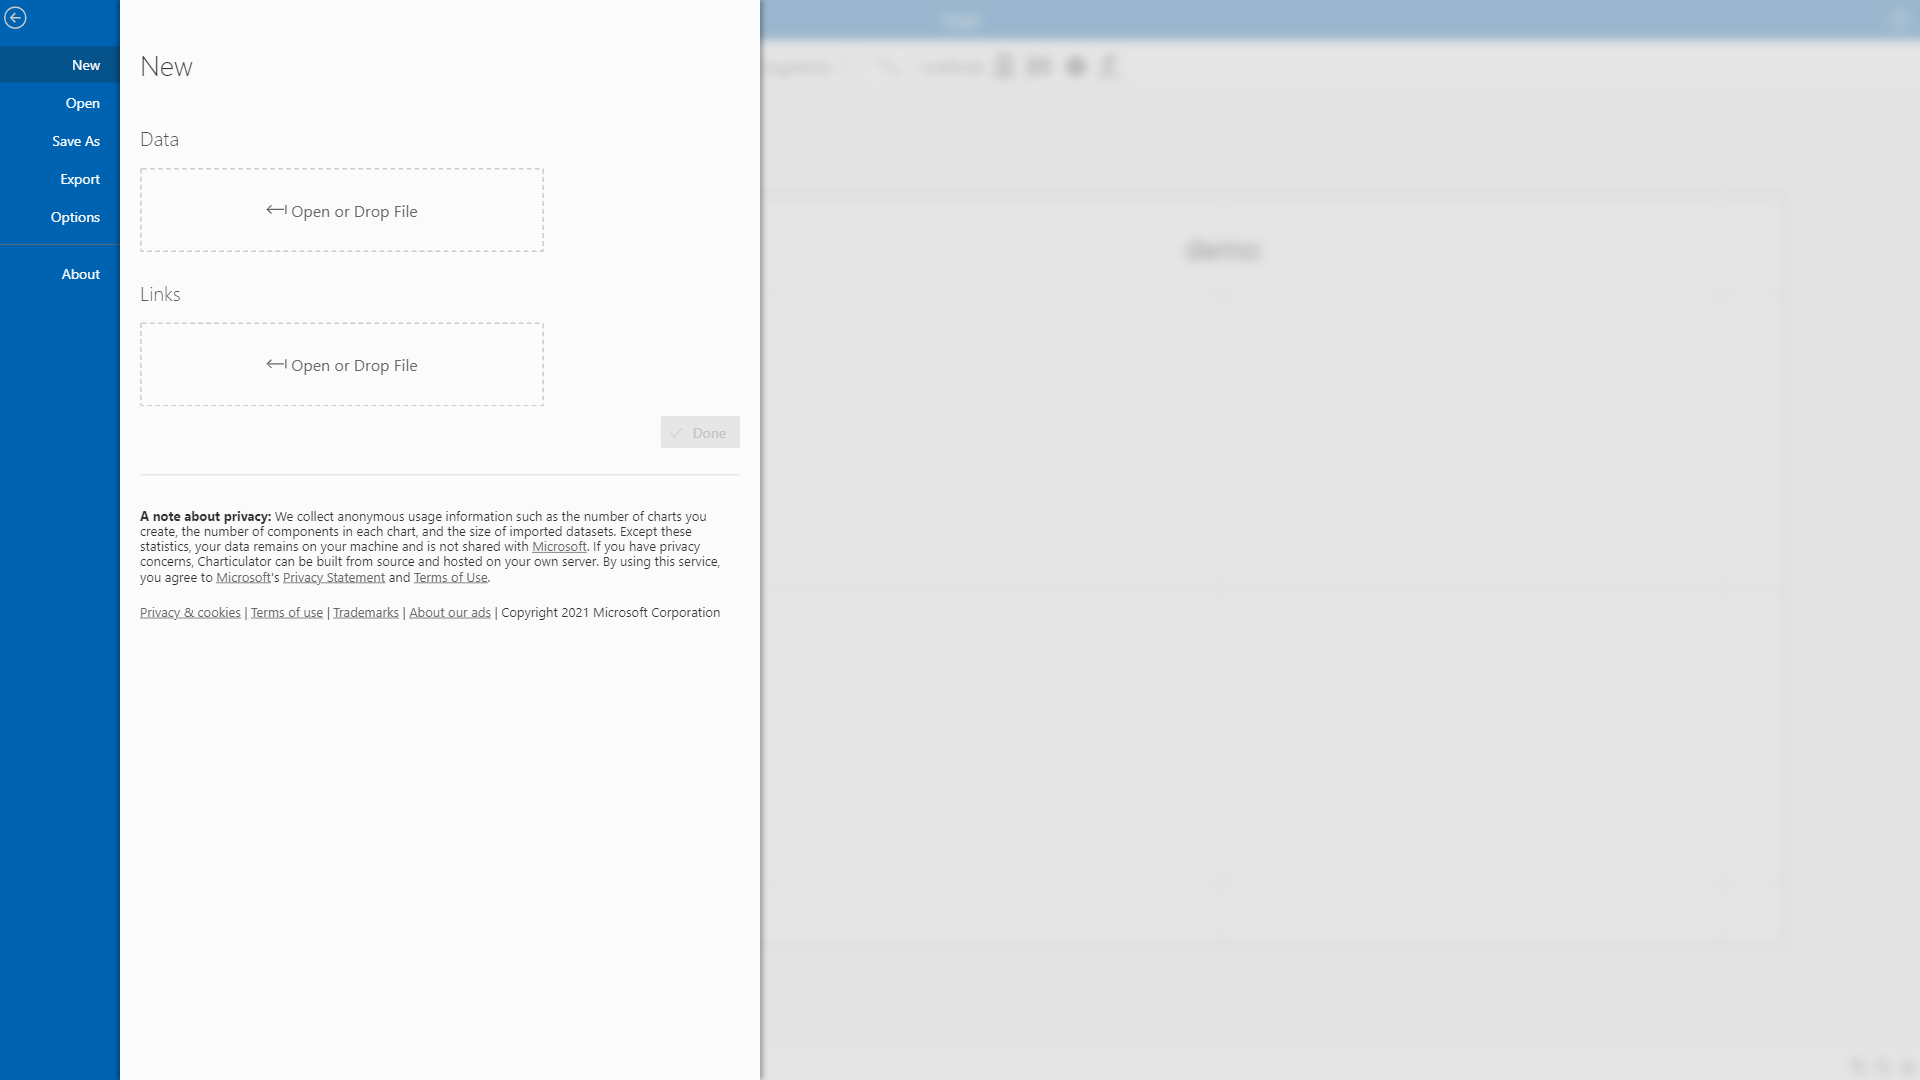 New
Open
Save As
Export
Options
About
New
Data
Open or Drop File
Links
Open or Drop File
Done
A note about privacy: We collect anonymous usage information such as the number of charts you
create, the number of components in each chart, and the size of imported datasets. Except these
statistics, your data remains on your machine and is not shared with Microsoft. If you have privacy
concerns, Charticulator can be built from source and hosted on your own server. By using this service,
you agree to Microsoft's Privacy Statement and Terms of Use.
Privacy & cookies | Terms of use | Trademarks | About our ads | Copyright 2021 Microsoft Corporation
demo